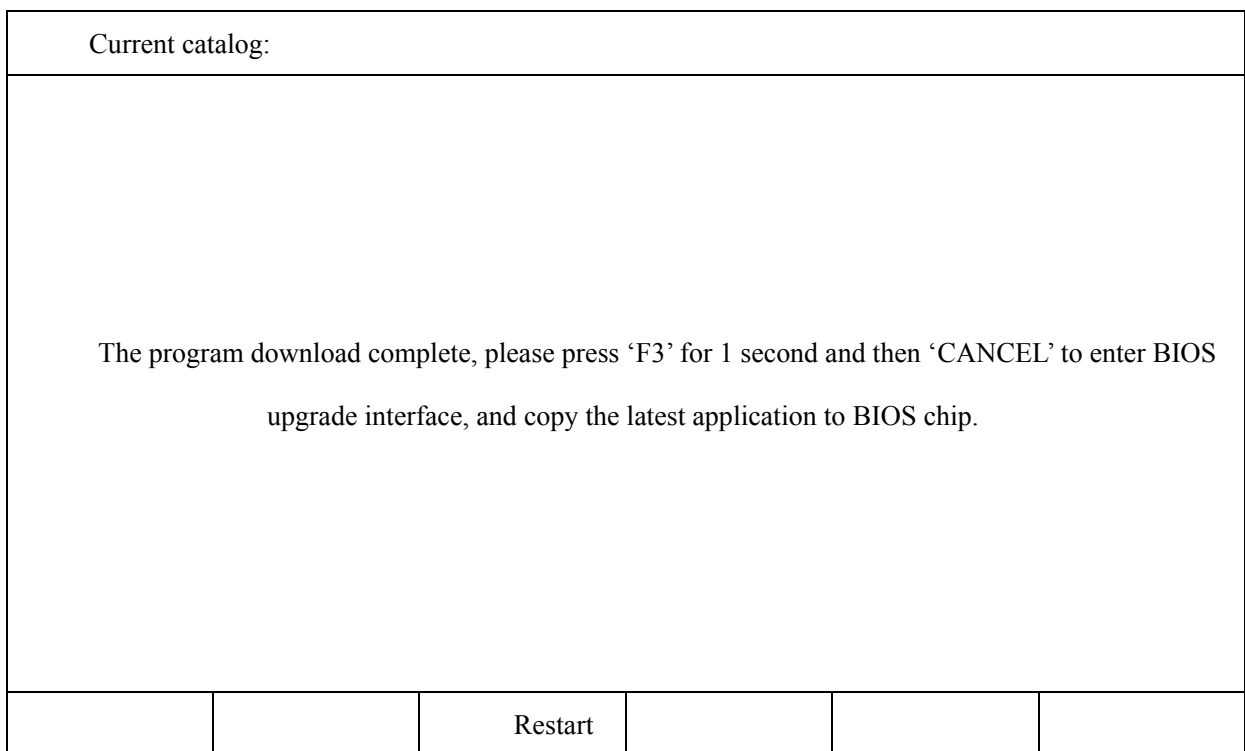 Current catalog:
The program download complete, please press ‘F3’ for 1 second and then ‘CANCEL’ to enter BIOS
upgrade interface, and copy the latest application to BIOS chip.
Restart